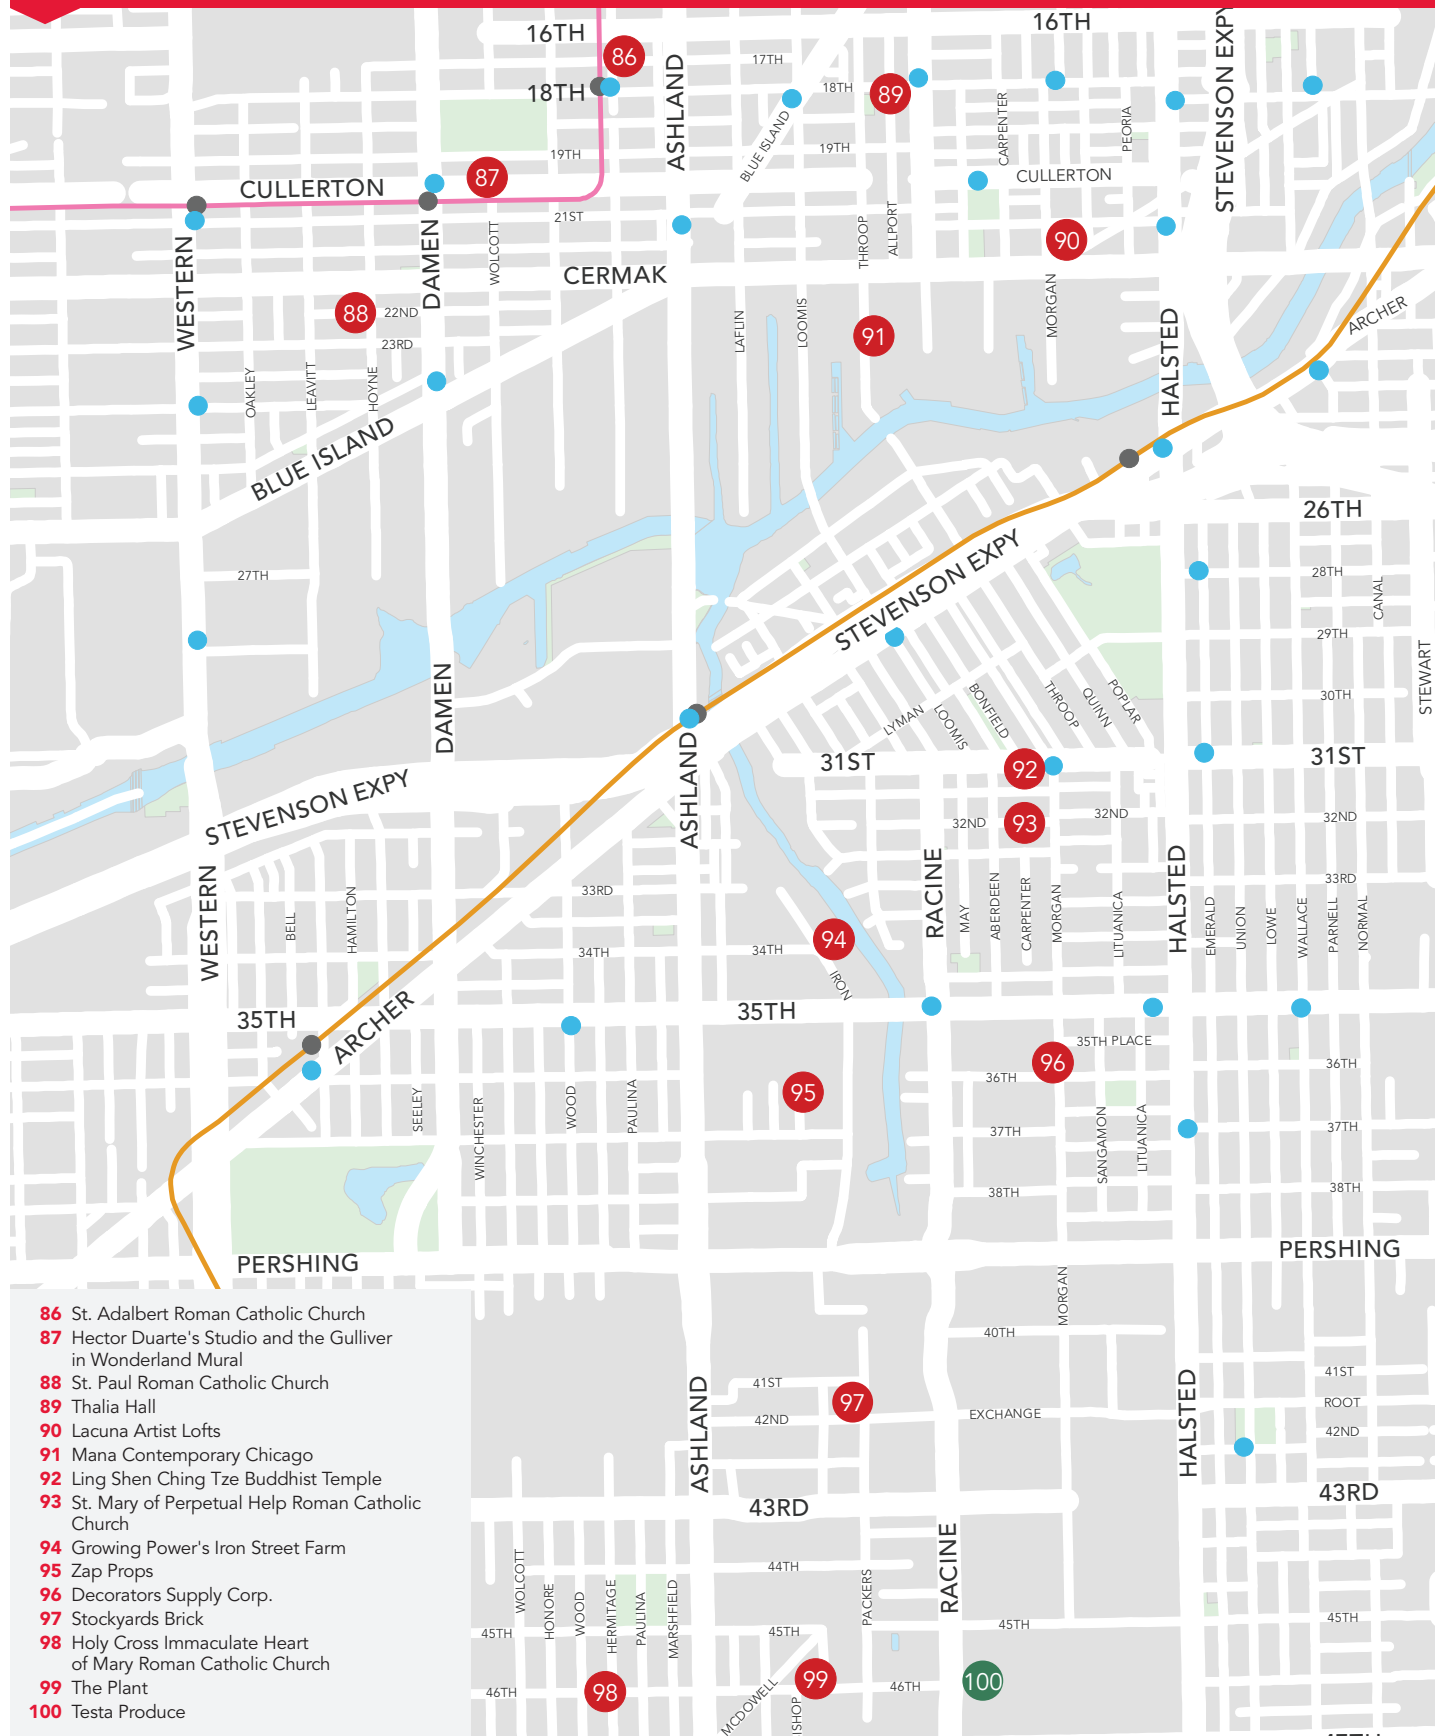 16TH
16TH
86
17TH
18TH
18TH
89
ASHLAND
BLUE ISLAND
CARPENTER
PEORIA
STEVENSON EXPY
19TH
19TH
87
CULLERTON
CULLERTON
21ST
WESTERN
DAMEN
WOLCOTT
THROOP
ALLPORT
90
CERMAK
88
22ND
23RD
LAFLIN
LOOMIS
91
MORGAN
HALSTED
ARCHER
OAKLEY
LEAVITT
HOYNE
BLUE ISLAND
26TH
27TH
28TH
CANAL
STEVENSON EXPY
29TH
STEWART
30TH
DAMEN
LYMAN
LOOMIS
BONFIELD
THROOP
QUINN
POPLAR
31ST
31ST
92
ASHLAND
STEVENSON EXPY
32ND
93
32ND
32ND
WESTERN
33RD
33RD
BELL
HAMILTON
RACINE
MAY
ABERDEEN
CARPENTER
MORGAN
LITUANICA
HALSTED
EMERALD
UNION
LOWE
WALLACE
PARNELL
NORMAL
94
34TH
34TH
IRON
35TH
35TH
ARCHER
35TH PLACE
96
36TH
36TH
95
SEELEY
WINCHESTER
WOOD
PAULINA
37TH
SANGAMON
LITUANICA
37TH
38TH
38TH
PERSHING
PERSHING
MORGAN
40TH
41ST
41ST
97
42ND
EXCHANGE
ROOT
42ND
ASHLAND
HALSTED
43RD
43RD
44TH
WOLCOTT
HONORE
WOOD
HERMITAGE
PAULINA
MARSHFIELD
PACKERS
RACINE
45TH
45TH
45TH
45TH
46TH
98
MCDOWELL
99
46TH
100
86 St. Adalbert Roman Catholic Church
87 Hector Duarte's Studio and the Gulliver
in Wonderland Mural
88 St. Paul Roman Catholic Church
89 Thalia Hall
90 Lacuna Artist Lofts
91 Mana Contemporary Chicago
92 Ling Shen Ching Tze Buddhist Temple
93 St. Mary of Perpetual Help Roman Catholic
Church
94 Growing Power's Iron Street Farm
95 Zap Props
96 Decorators Supply Corp.
97 Stockyards Brick
98 Holy Cross Immaculate Heart
of Mary Roman Catholic Church
99 The Plant
100 Testa Produce